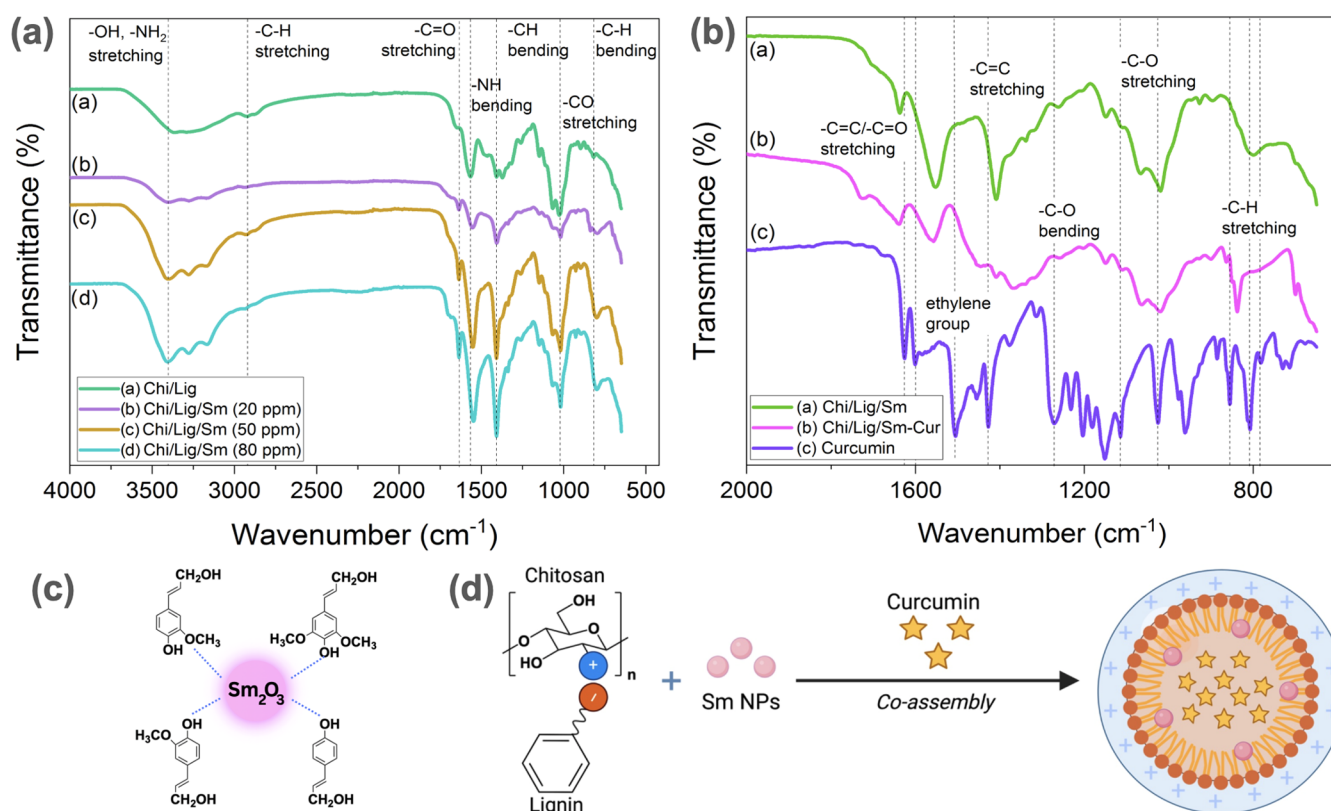 (a)
-OH, -NH2
stretching
-C-H
stretching
-C=O
stretching
-CH
bending
-C-H
bending
-NH
bending
-CO
stretching
(a)
(b)
(c)
(d)
Transmittance (%)
(a) Chi/Lig
(b) Chi/Lig/Sm (20 ppm)
(c) Chi/Lig/Sm (50 ppm)
(d) Chi/Lig/Sm (80 ppm)
4000 3500 3000 2500 2000 1500 1000 500
Wavenumber (cm-1)
(b)
(a)
-C=C
stretching
-C-O
stretching
(b)
-C=C/-C=O
stretching
-C-O
bending
-C-H
stretching
(c)
ethylene
group
Transmittance (%)
(a) Chi/Lig/Sm
(b) Chi/Lig/Sm-Cur
(c) Curcumin
2000 1600 1200 800
Wavenumber (cm-1)
(c)
CH2OH
CH2OH
OCH3
OH
H3CO
OCH3
OH
Sm2O3
OH
H3CO
OH
CH2OH
CH2OH
(d)
Chitosan
OH
O
O
HO
+
n
-
Lignin
+
Sm NPs
Curcumin
Co-assembly